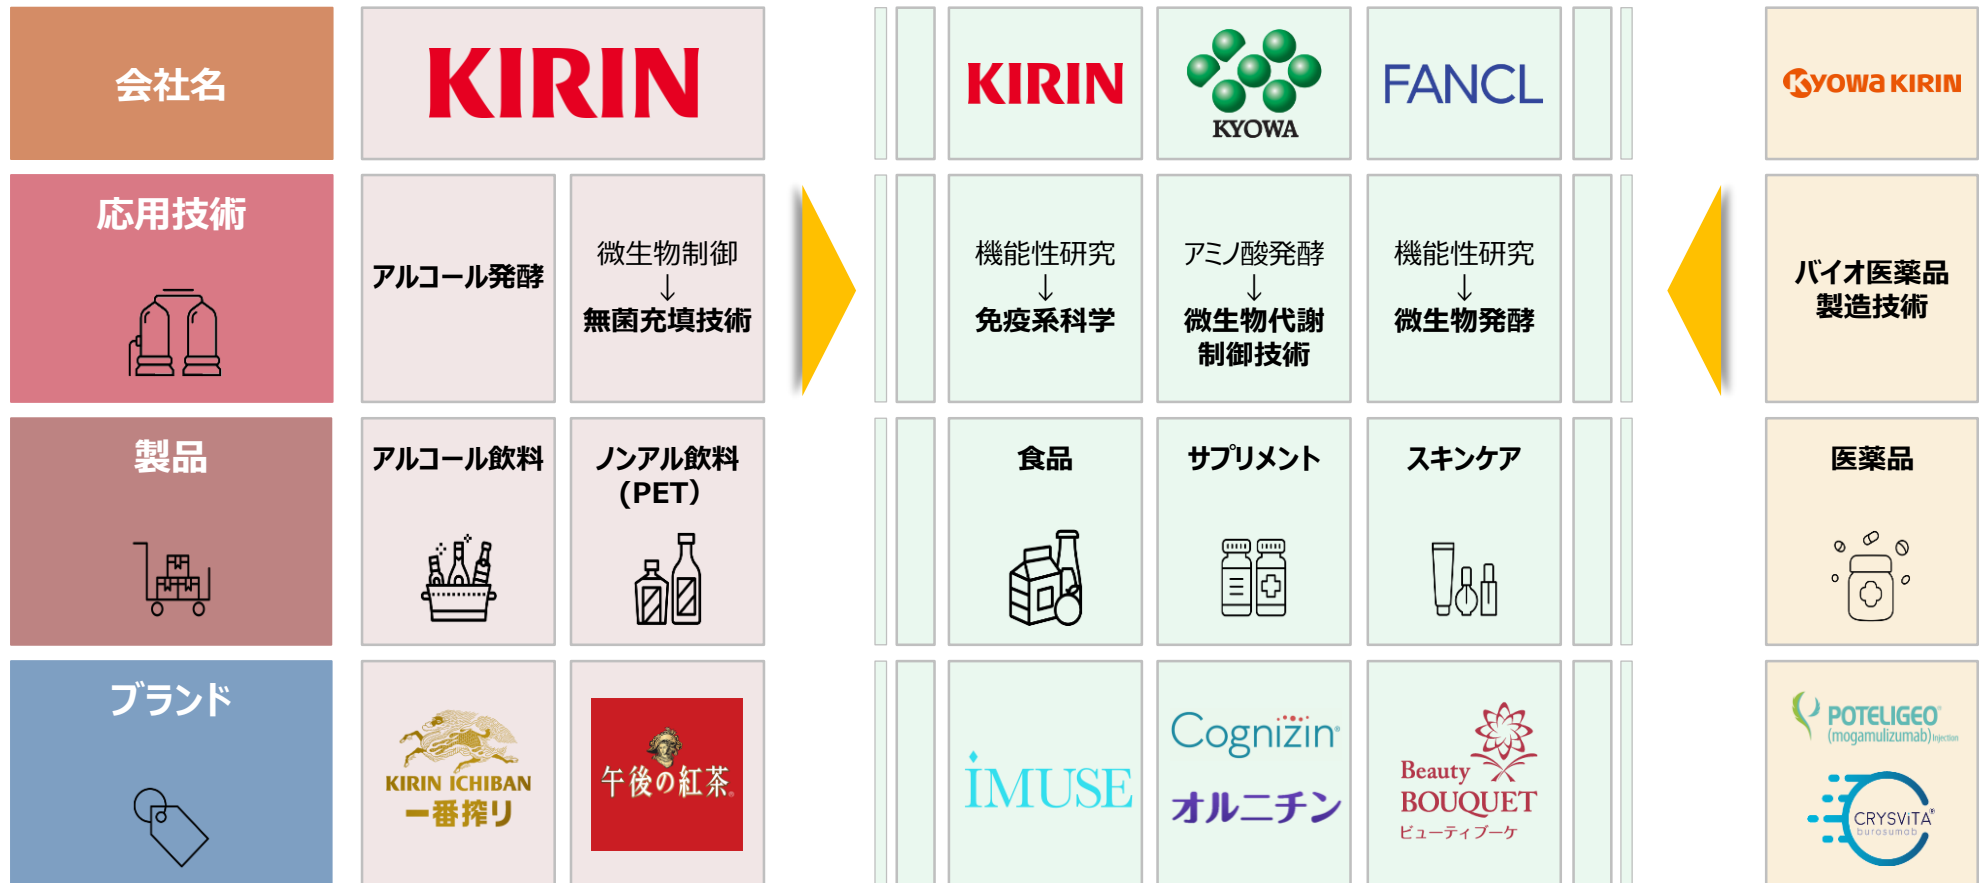 会社名
KIRIN
KIRIN
KYOWA
FANCL
KYOWA KIRIN
応用技術
アルコール発酵
微生物制御
↓
無菌充填技術
機能性研究
↓
免疫系科学
アミノ酸発酵
↓
微生物代謝
制御技術
機能性研究
↓
微生物発酵
バイオ医薬品
製造技術
製品
アルコール飲料
ノンアル飲料
(PET）
食品
サプリメント
スキンケア
医薬品
ブランド
KIRIN ICHIBAN
一番搾り
午後の紅茶®
iMUSE
Cognizin®
オルニチン
Beauty
BOUQUET
ビューティブーケ
POTELIGEO®
(mogamulizumab) Injection
CRYSViTA®
burosumab